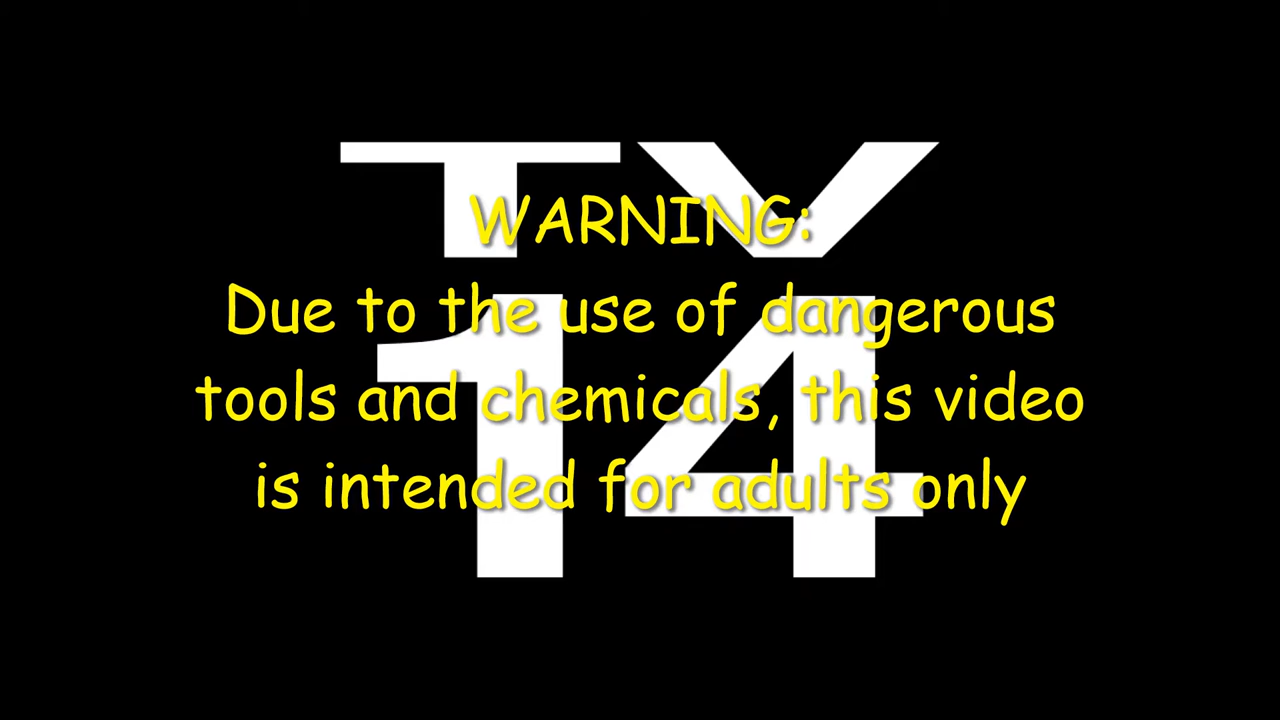 TV
14
WARNING:
Due to the use of dangerous
tools and chemicals, this video
is intended for adults only